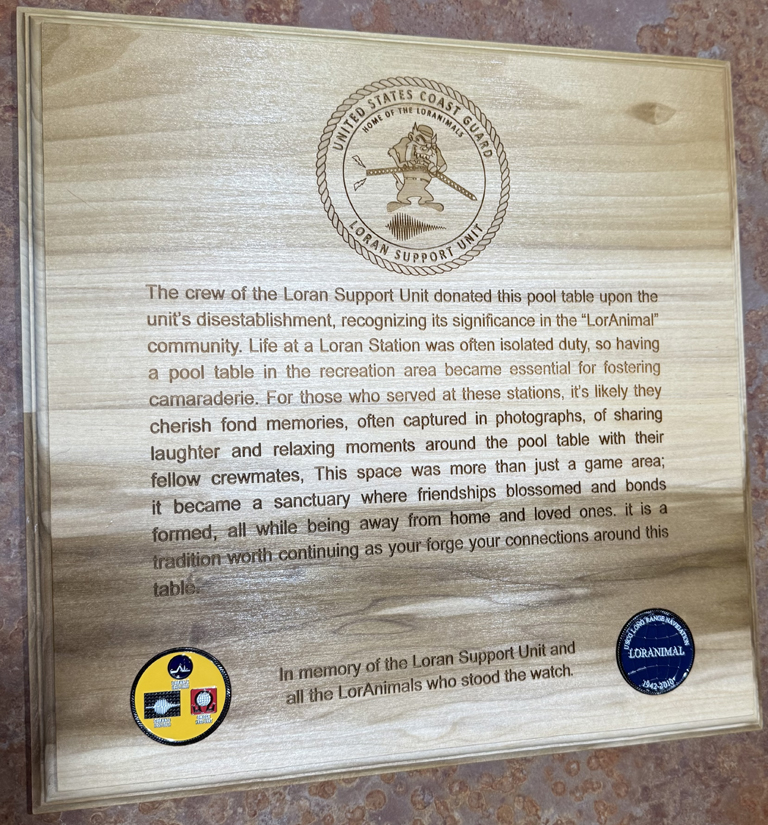 UNITED STATES COAST GUARD
HOME OF THE LORANIMALS
LORAN SUPPORT UNIT
The crew of the Loran Support Unit donated this pool table upon the
unit's disestablishment, recognizing its significance in the “LorAnimal”
community. Life at a Loran Station was often isolated duty, so having
a pool table in the recreation area became essential for fostering
camaraderie. For those who served at these stations, it's likely they
cherish fond memories, often captured in photographs, of sharing
laughter and relaxing moments around the pool table with their
fellow crewmates, This space was more than just a game area;
it became a sanctuary where friendships blossomed and bonds
formed, all while being away from home and loved ones. it is a
tradition worth continuing as your forge your connections around this
table.
In memory of the Loran Support Unit and
all the LorAnimals who stood the watch.
USCG LONG RANGE NAVIGATION
LORANIMAL
1942-2010